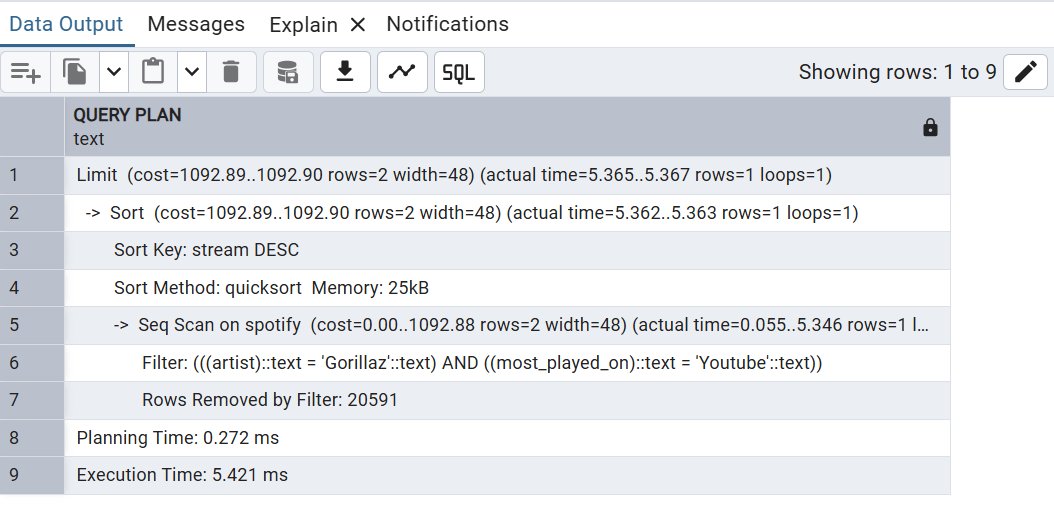 Data Output Messages Explain Notifications
SQL Showing rows: 1 to 9
QUERY PLAN
text
1 Limit (cost=1092.89..1092.90 rows=2 width=48) (actual time=5.365..5.367 rows=1 loops=1)
2 -> Sort (cost=1092.89..1092.90 rows=2 width=48) (actual time=5.362..5.363 rows=1 loops=1)
3 Sort Key: stream DESC
4 Sort Method: quicksort Memory: 25kB
5 -> Seq Scan on spotify (cost=0.00..1092.88 rows=2 width=48) (actual time=0.055..5.346 rows=1 l…
6 Filter: (((artist)::text = 'Gorillaz'::text) AND ((most_played_on)::text = 'Youtube'::text))
7 Rows Removed by Filter: 20591
8 Planning Time: 0.272 ms
9 Execution Time: 5.421 ms